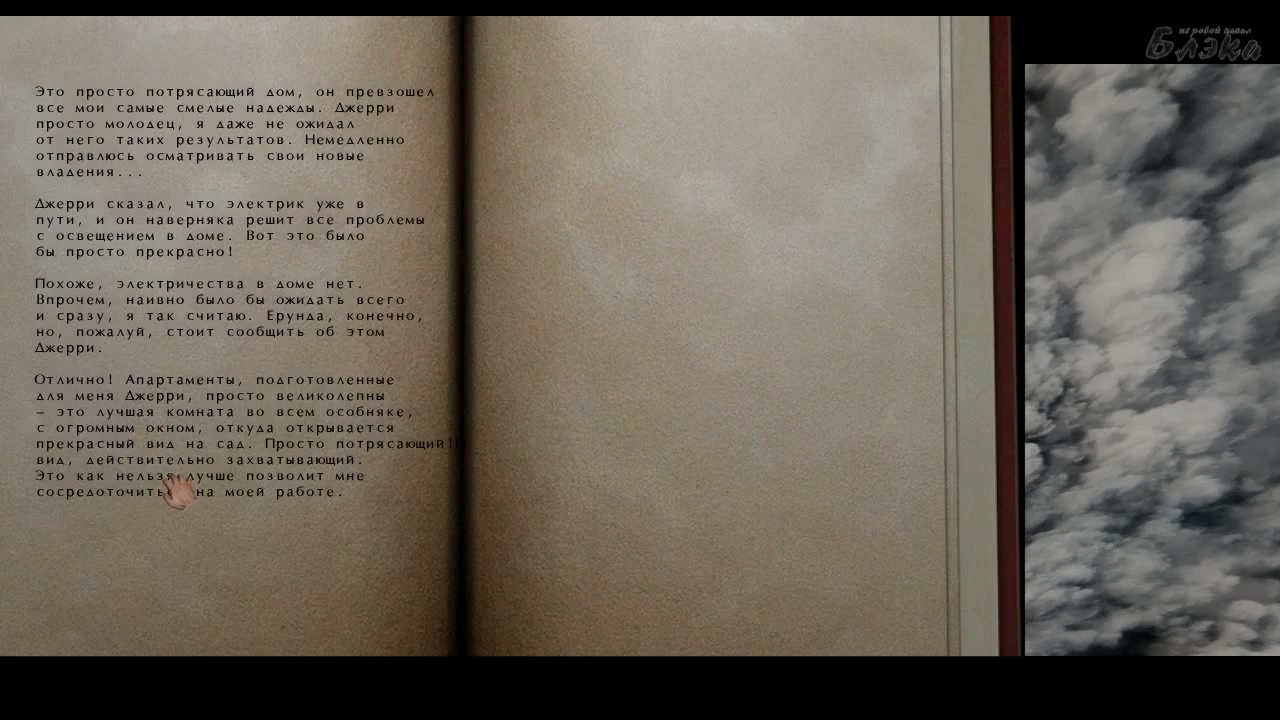 игровой канал
Блэка
Это просто потрясающий дом, он превзошел
все мои самые смелые надежды. Джерри
просто молодец, я даже не ожидал
от него таких результатов. Немедленно
отправлюсь осматривать свои новые
владения...
Джерри сказал, что электрик уже в
пути, и он наверняка решит все проблемы
с освещением в доме. Вот это было
бы просто прекрасно!
Похоже, электричества в доме нет.
Впрочем, наивно было бы ожидать всего
и сразу, я так считаю. Ерунда, конечно,
но, пожалуй, стоит сообщить об этом
Джерри.
Отлично! Апартаменты, подготовленные
для меня Джерри, просто великолепны
– это лучшая комната во всем особняке,
с огромным окном, откуда открывается
прекрасный вид на сад. Просто потрясающий!!
вид, действительно захватывающий.
Это как нельзя лучше позволит мне
на моей работе.